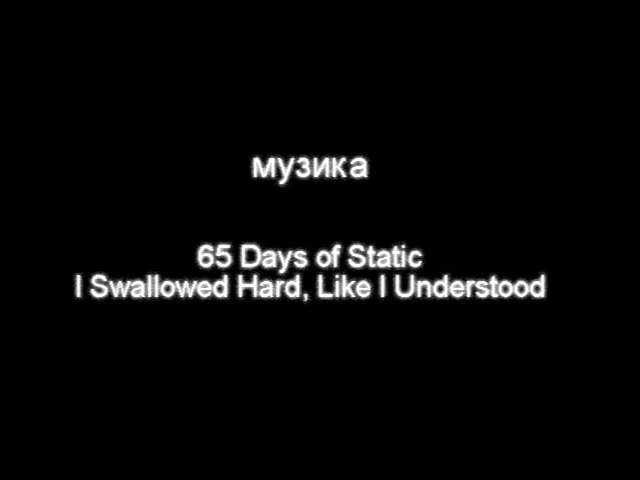 музика
65 Days of Static
I Swallowed Hard, Like I Understood